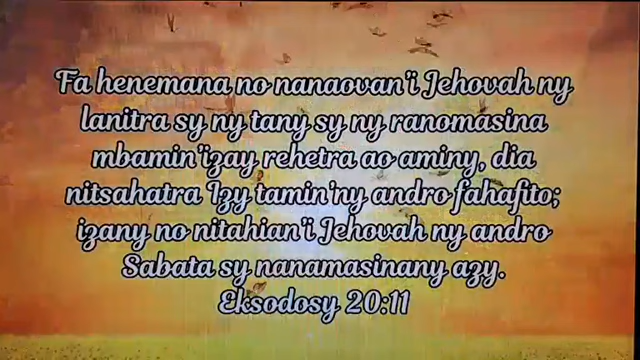 Fa henemana no nanaovan'i Jehovah ny
lanitra sy ny tany sy ny ranomasina
mbamin'izay rehetra ao aminy, dia
nitsahatra Izy tamin'ny andro fahafito;
izany no nitahian'i Jehovah ny andro
Sabata sy nanamasinany azy.
Eksodosy 20:11